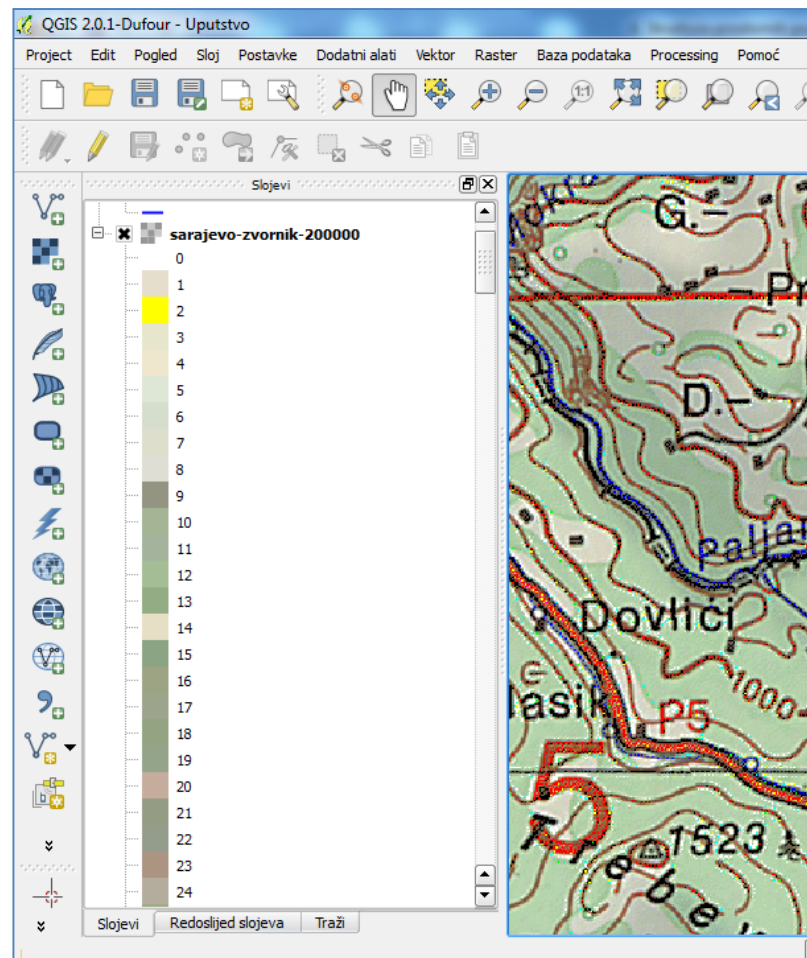 QGIS 2.0.1-Dufour - Uputstvo
Project Edit Pogled Sloj Postavke Dodatni alati Vektor Raster Baza podataka Processing Pomoć
1:1
Slojevi
sarajevo-zvornik-200000
0
1
2
3
4
5
6
7
8
9
10
11
12
13
14
15
16
17
18
19
20
21
22
23
24
Slojevi Redoslijed slojeva Traži
G.-
Pr
D.-
Dovlići
1000
P5
5
1523